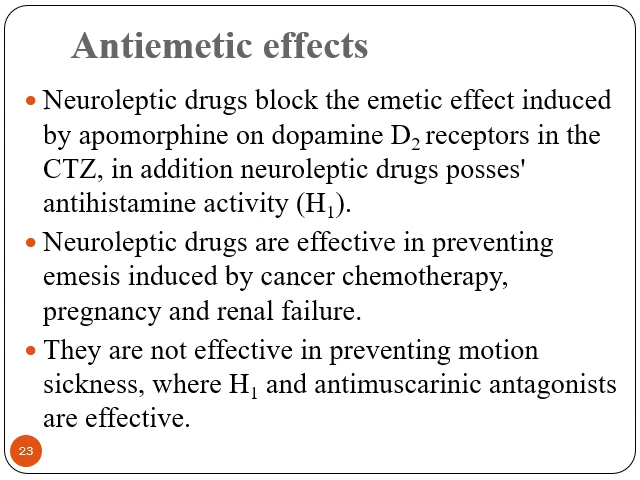 Antiemetic effects
• Neuroleptic drugs block the emetic effect induced
by apomorphine on dopamine D₂ receptors in the
CTZ, in addition neuroleptic drugs posses'
antihistamine activity (H₁).
• Neuroleptic drugs are effective in preventing
emesis induced by cancer chemotherapy,
pregnancy and renal failure.
• They are not effective in preventing motion
sickness, where H₁ and antimuscarinic antagonists
are effective.
23